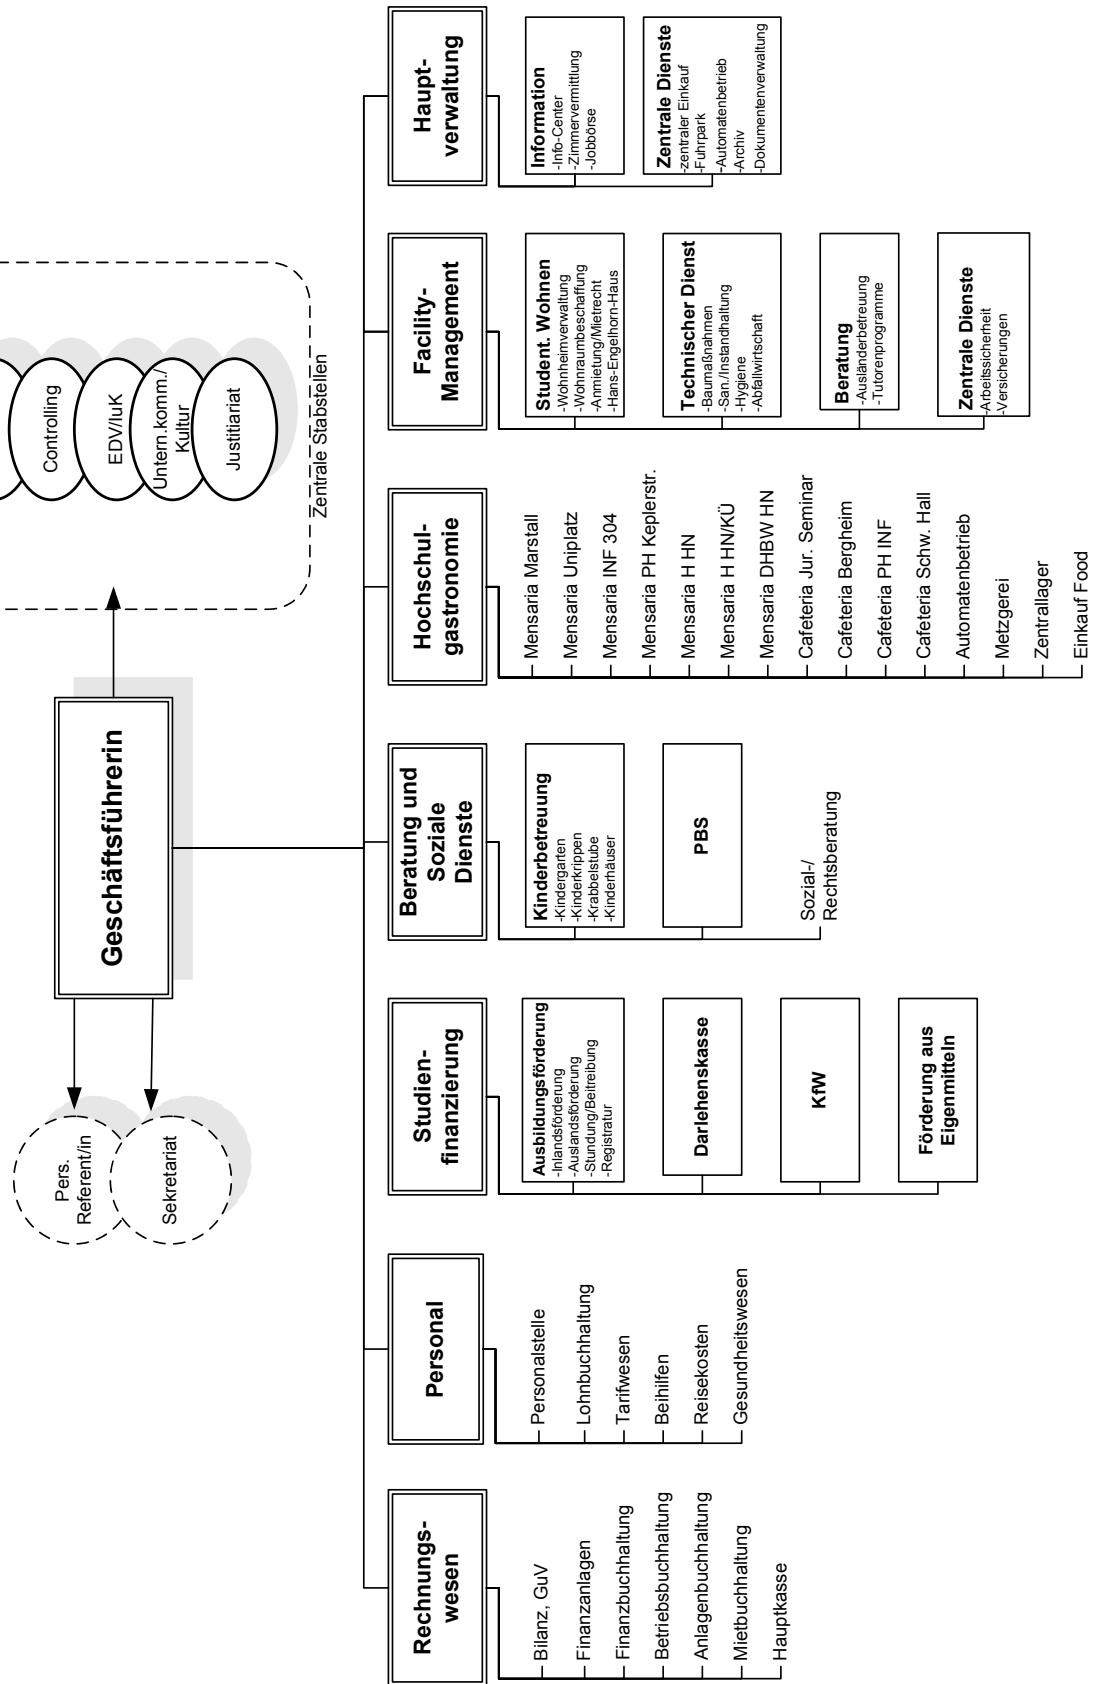 Pers.
Referent/in
Sekretariat
Geschäftsführerin
Controlling
EDV/IuK
Untern.komm./
Kultur
Justitiariat
Zentrale Stabstellen
Rechnungs-
wesen
Bilanz, GuV
Finanzanlagen
Finanzbuchhaltung
Betriebsbuchhaltung
Anlagenbuchhaltung
Mietbuchhaltung
Hauptkasse
Personal
Personalstelle
Lohnbuchhaltung
Tarifwesen
Beihilfen
Reisekosten
Gesundheitswesen
Studien-
finanzierung
Ausbildungsförderung
-Inlandsförderung
-Auslandsförderung
-Stundung/Beitreibung
-Registratur
Darlehenskasse
KfW
Förderung aus
Eigenmitteln
Beratung und
Soziale
Dienste
Kinderbetreuung
-Kindergarten
-Kinderkrippen
-Krabbelstube
-Kinderhäuser
PBS
Sozial-/
Rechtsberatung
Hochschul-
gastronomie
Mensaria Marstall
Mensaria Uniplatz
Mensaria INF 304
Mensaria PH Keplerstr.
Mensaria H HN
Mensaria H HN/KÜ
Mensaria DHBW HN
Cafeteria Jur. Seminar
Cafeteria Bergheim
Cafeteria PH INF
Cafeteria Schw. Hall
Automatenbetrieb
Metzgerei
Zentrallager
Einkauf Food
Facility-
Management
Student. Wohnen
-Wohnheimverwaltung
-Wohnraumbeschaffung
-Anmietung/Mietrecht
-Hans-Engelhorn-Haus
Technischer Dienst
-Baumaßnahmen
-San./Instandhaltung
-Hygiene
-Abfallwirtschaft
Beratung
-Ausländerbetreuung
-Tutorenprogramme
Zentrale Dienste
-Arbeitssicherheit
-Versicherungen
Haupt-
verwaltung
Information
-Info-Center
-Zimmervermittlung
-Jobbörse
Zentrale Dienste
-zentraler Einkauf
-Fuhrpark
-Automatenbetrieb
-Archiv
-Dokumentenverwaltung